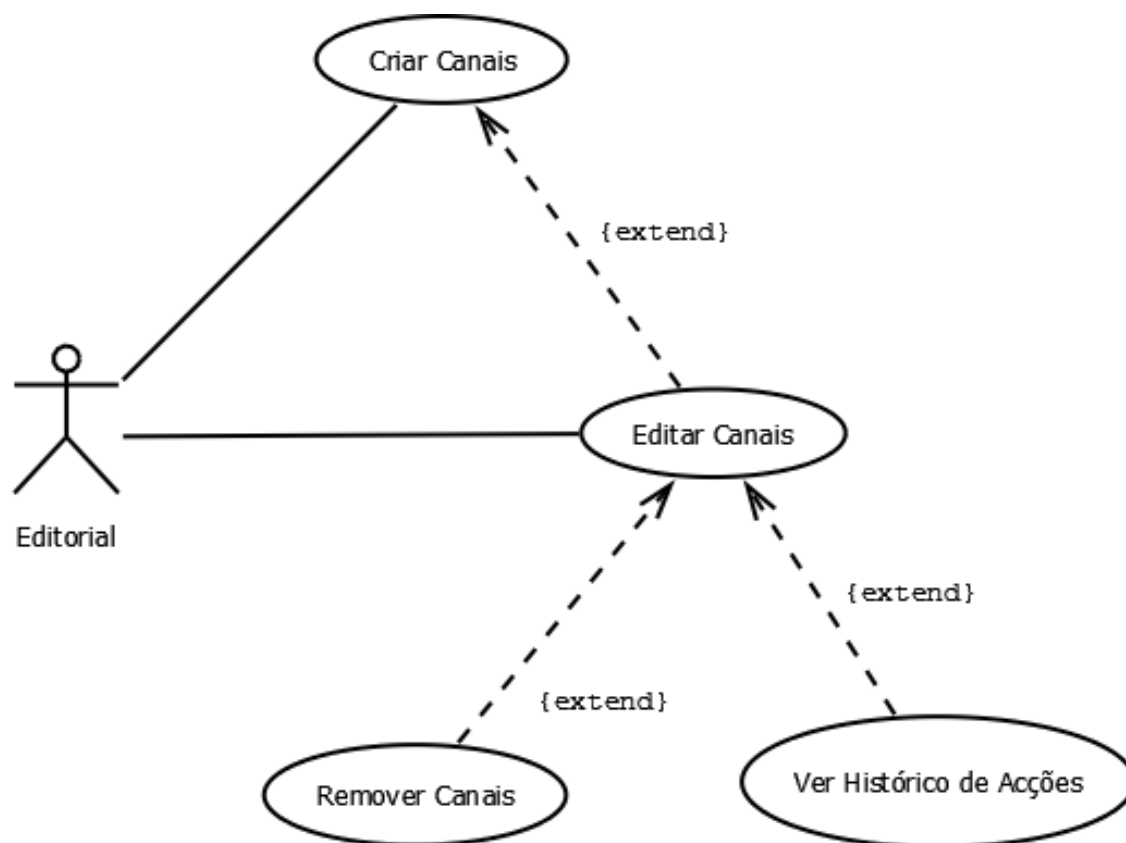 Criar Canais
{extend}
Editar Canais
Editorial
{extend}
{extend}
Remover Canais
Ver Histórico de Acções